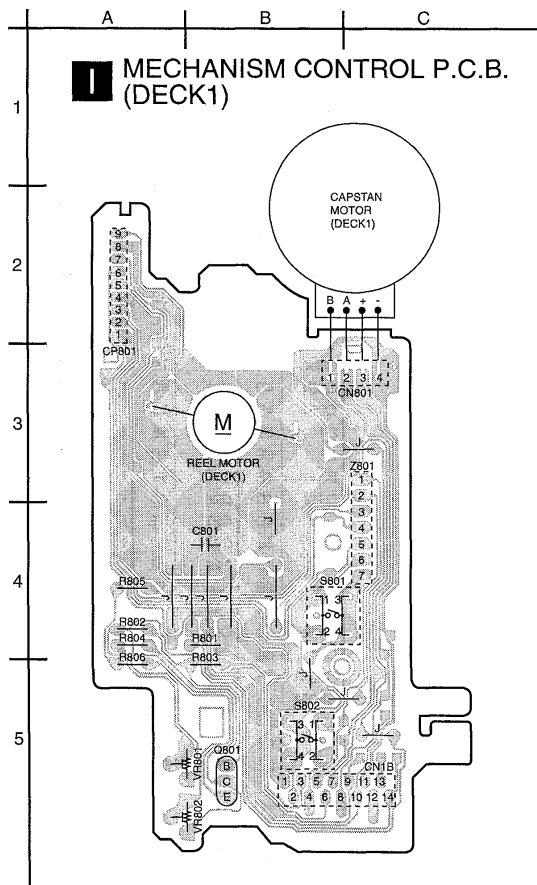 A B C
I MECHANISM CONTROL P.C.B.
(DECK1)
1
CAPSTAN
MOTOR
(DECK1)
2
9
8
7
6
5
4
3
2
1
CP801
B A + -
1 2 3 4
CN801
3
M
REEL MOTOR
(DECK1)
J
J
J
Z801
1
2
3
4
5
6
7
J
C801
4
R805
J J J J
S801
1 3
2 4
R802
R804
R806
R801
R803
J
J
S802
3 1
4 2
J
5
Q801
B
C
E
VR801
VR802
CN1B
1 3 5 7 9 11 13
2 4 6 8 10 12 14